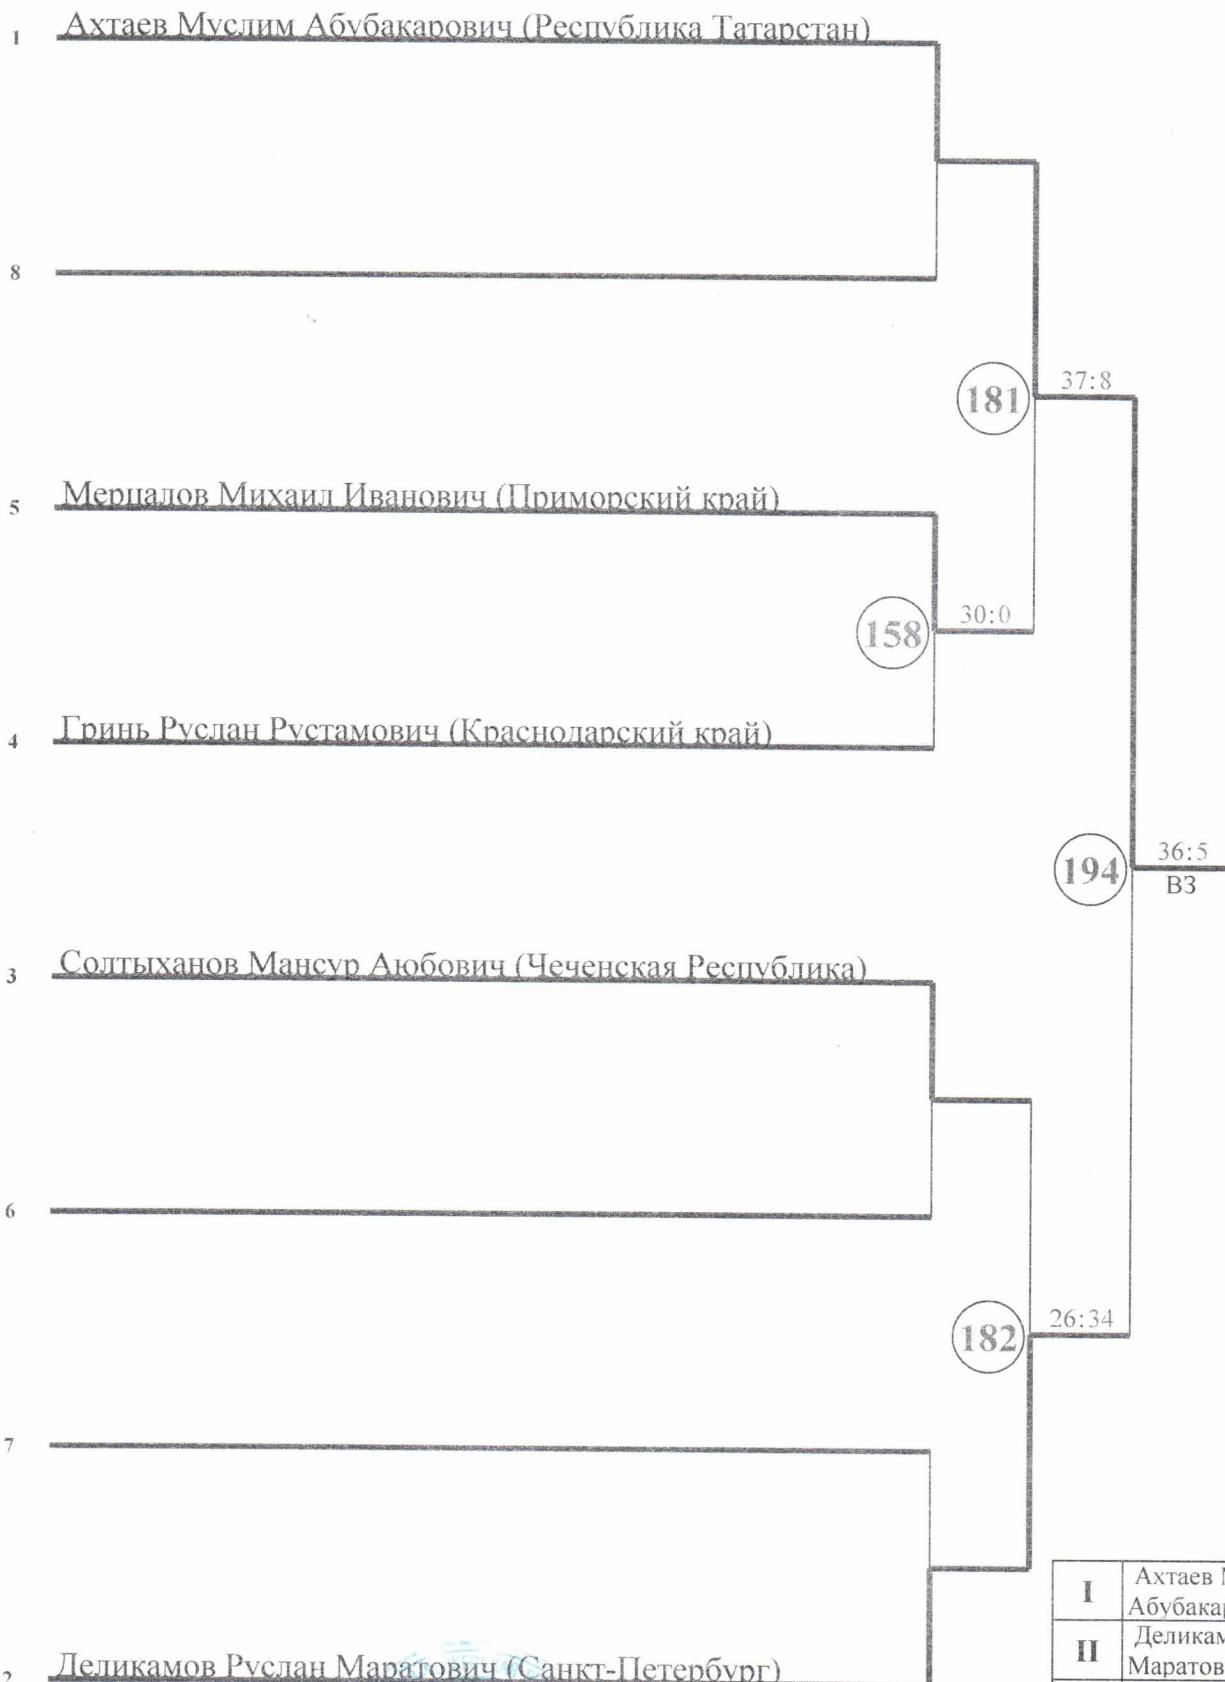 1 Ахтаев Муслим Абубакарович (Республика Татарстан)
8
181 37:8
5 Мерцалов Михаил Иванович (Приморский край)
158 30:0
4 Гринь Руслан Рустамович (Краснодарский край)
194 36:5
ВЗ
3 Солтыханов Мансур Аюбович (Чеченская Республика)
6
182 26:34
7
I Ахтаев
Абубакар
II Деликам
Маратов
2 Деликамов Руслан Маратович (Санкт-Петербург)